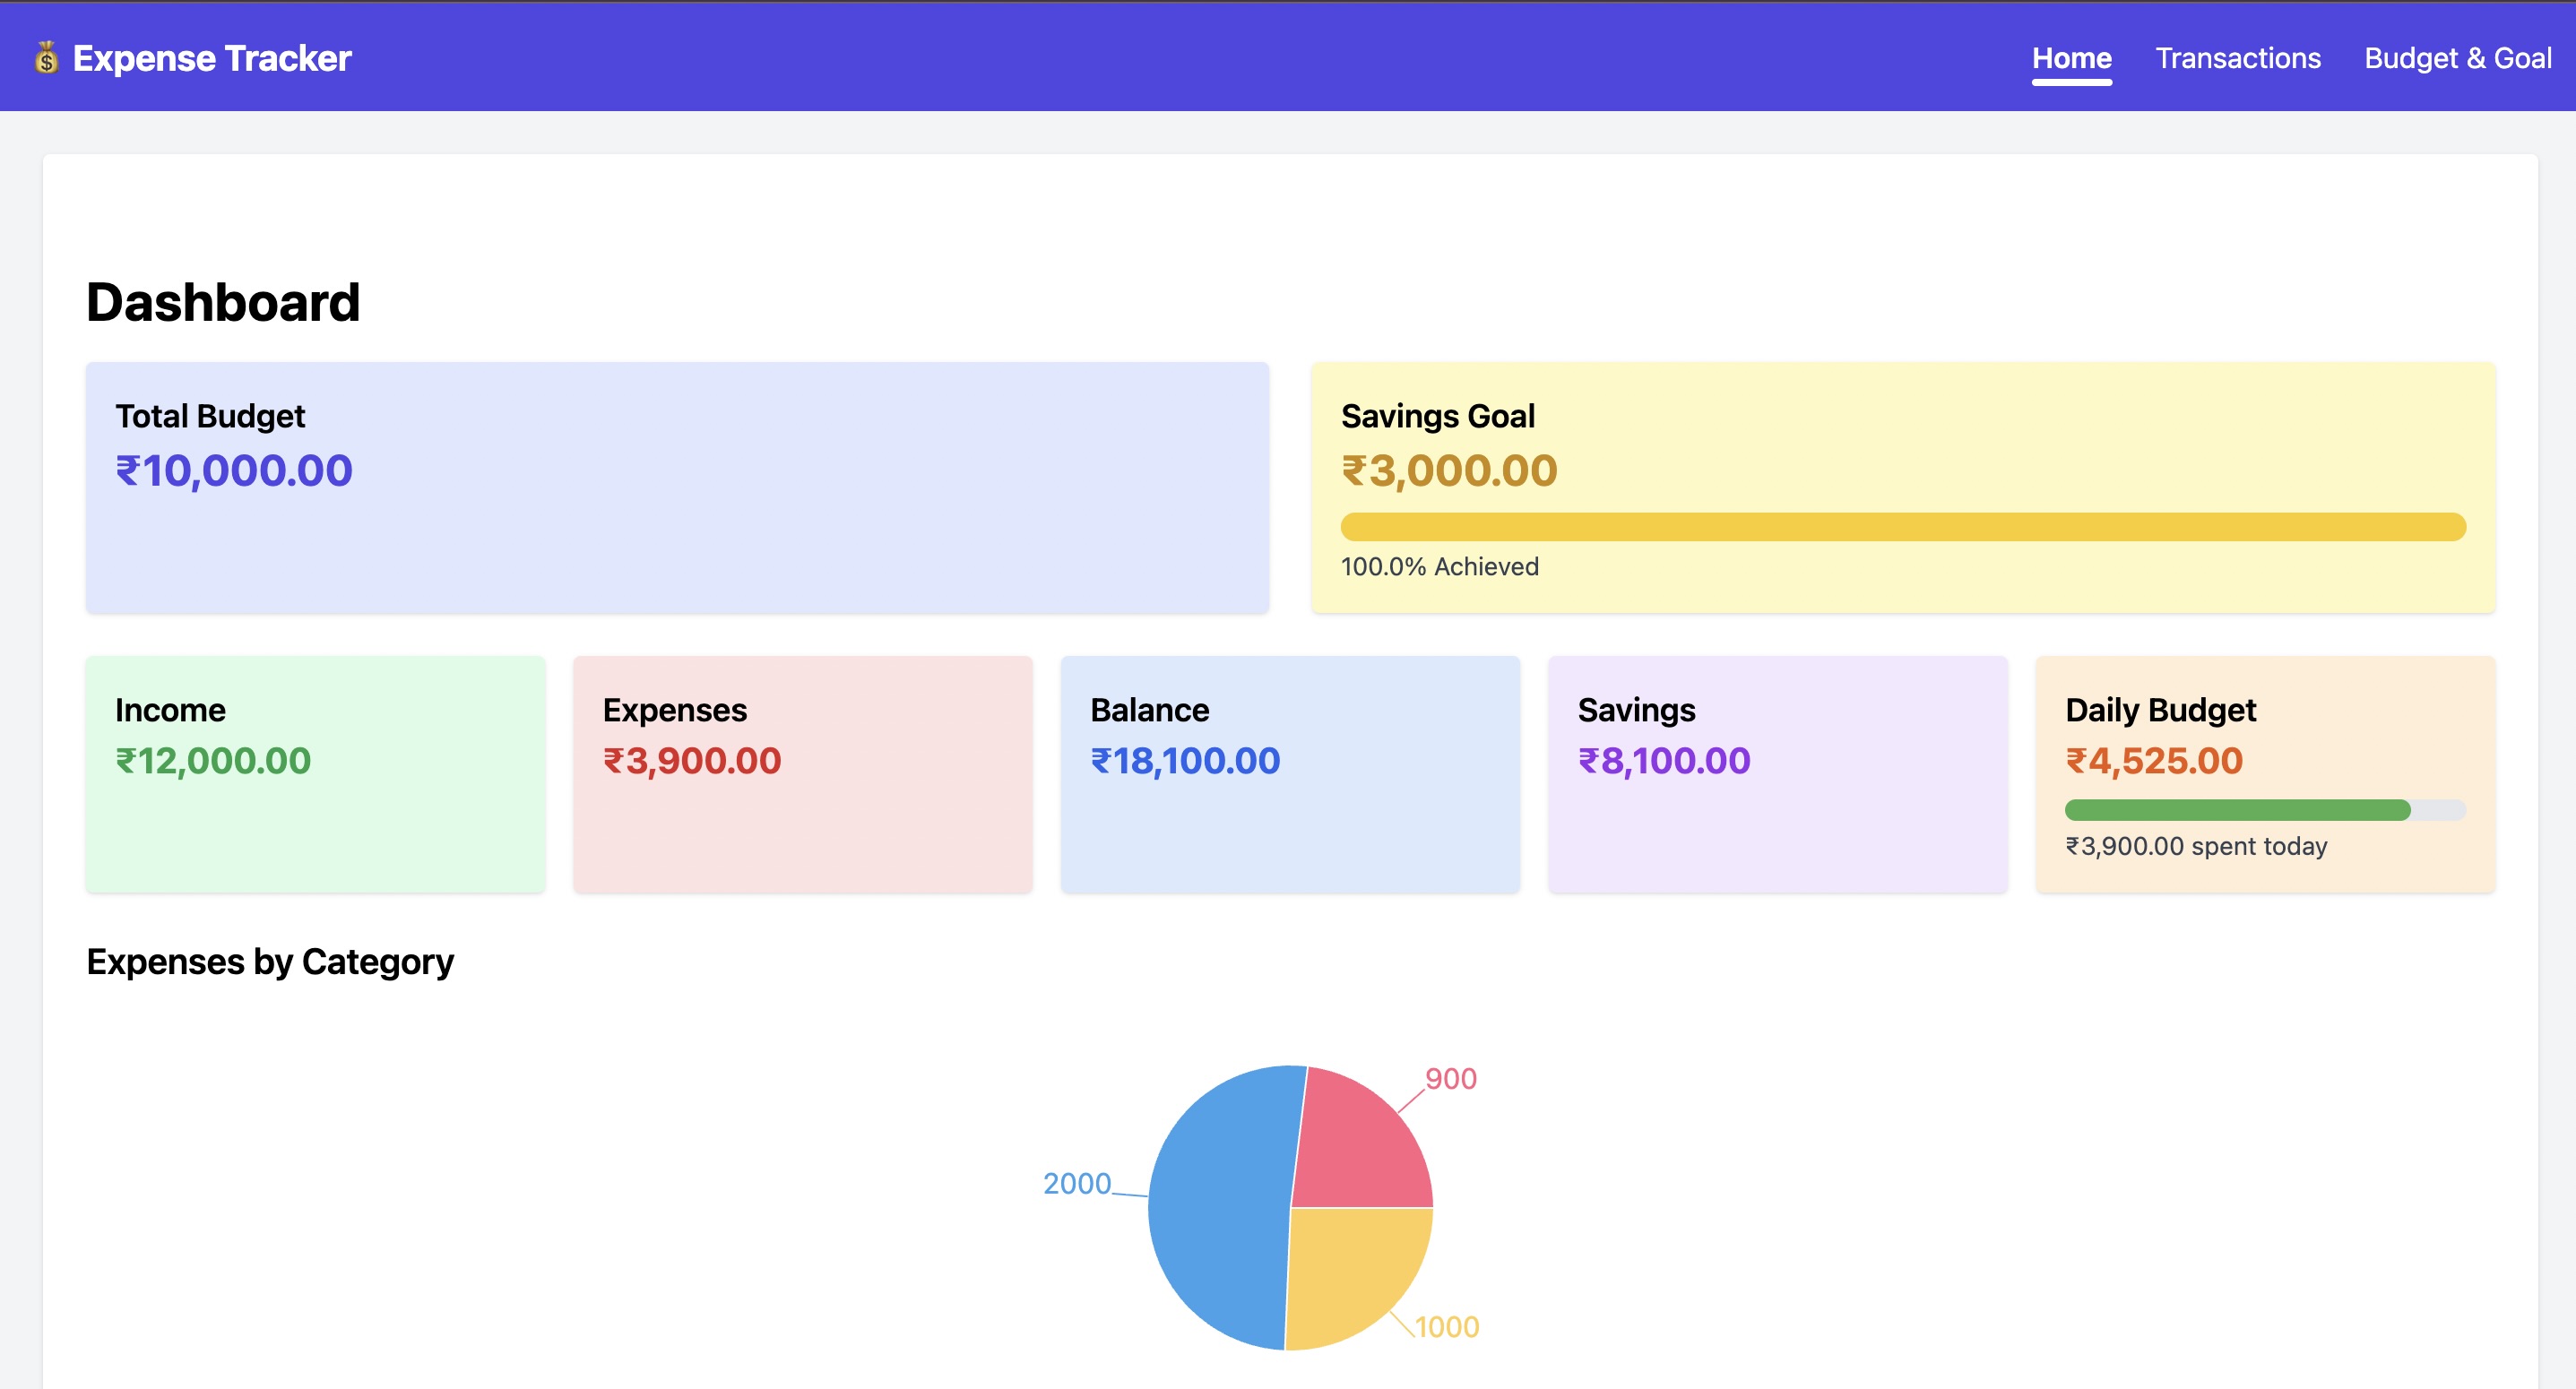 💰 Expense Tracker
Home Transactions Budget & Goal
Dashboard
Total Budget
₹10,000.00
Savings Goal
₹3,000.00
100.0% Achieved
Income
₹12,000.00
Expenses
₹3,900.00
Balance
₹18,100.00
Savings
₹8,100.00
Daily Budget
₹4,525.00
₹3,900.00 spent today
Expenses by Category
900
2000
1000